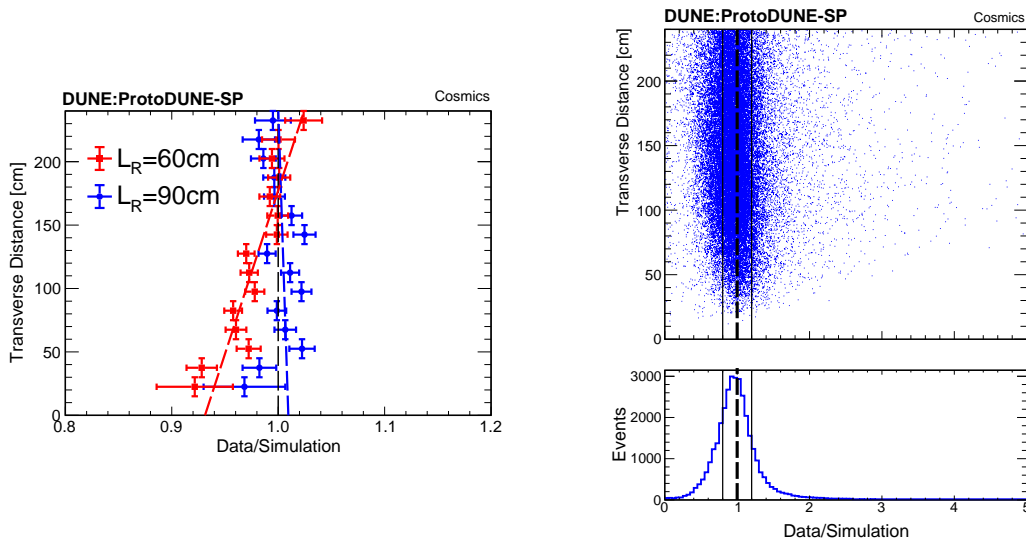 DUNE:ProtoDUNE-SP Cosmics
Transverse Distance [cm]
200
150
100
50
0
L_R=60cm
L_R=90cm
0.8 0.9 1.0 1.1 1.2
Data/Simulation
DUNE:ProtoDUNE-SP Cosmics
Transverse Distance [cm]
200
150
100
50
0
Events
3000
2000
1000
0
0 1 2 3 4 5
Data/Simulation